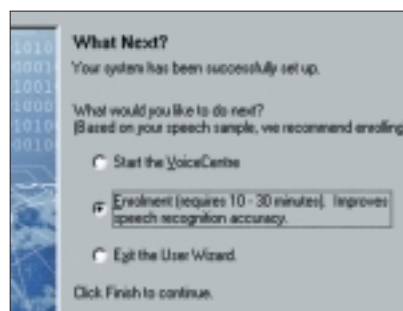 What Next?
Your system has been successfully set up.
What would you like to do next?
(Based on your speech sample, we recommend enrolling
Start the VoiceCentre
Enrolment (requires 10 - 30 minutes). Improves
speech recognition accuracy.
Exit the User Wizard.
Click Finish to continue.